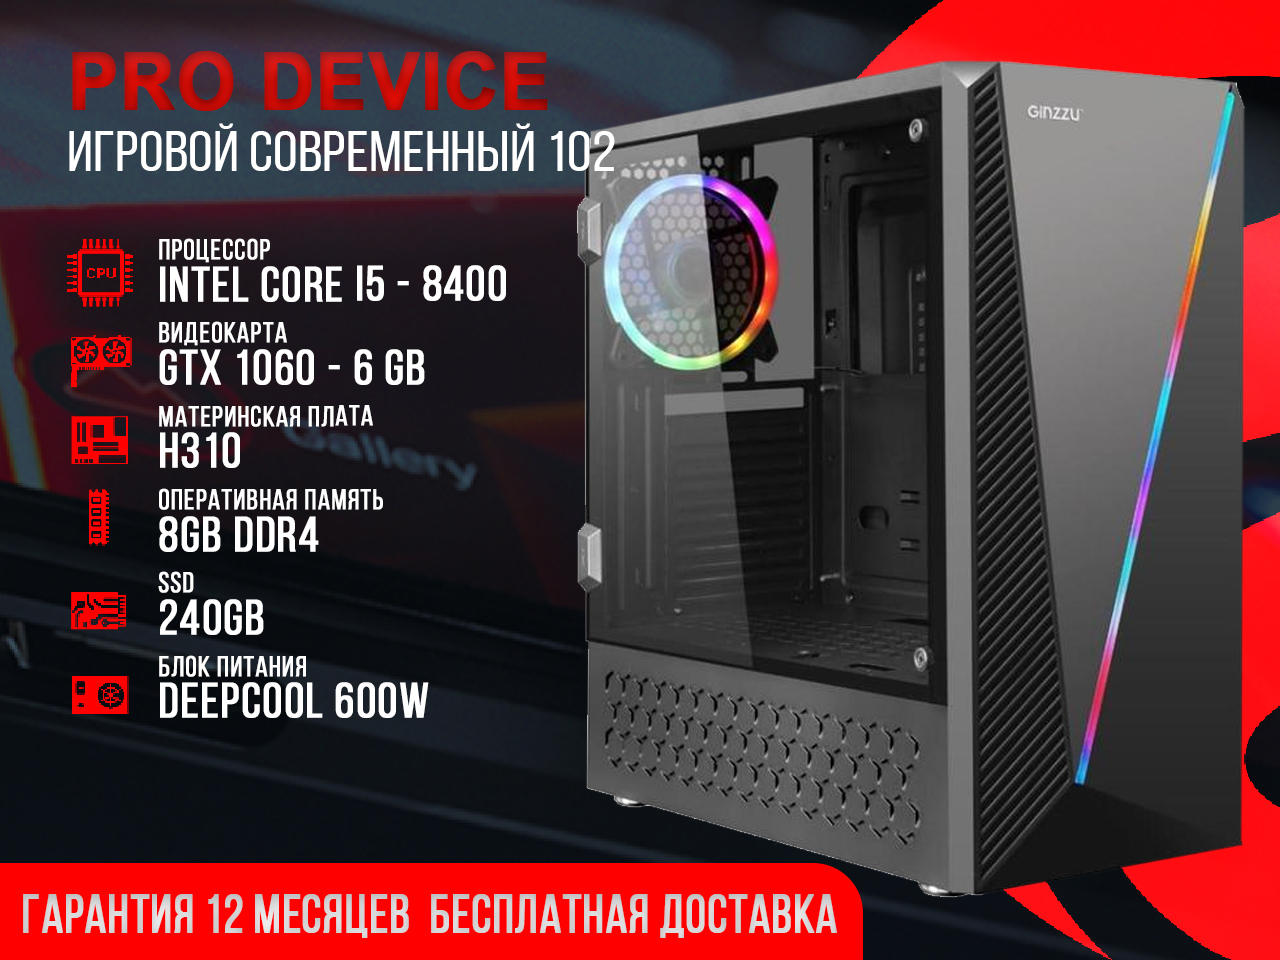 PRO DEVICE
ИГРОВОЙ СОВРЕМЕННЫЙ 102
GINZZU
CPU
ПРОЦЕССОР
INTEL CORE I5 - 8400
ВИДЕОКАРТА
GTX 1060 - 6 GB
МАТЕРИНСКАЯ ПЛАТА
H310
Gallery
ОПЕРАТИВНАЯ ПАМЯТЬ
8GB DDR4
SSD
240GB
БЛОК ПИТАНИЯ
DEEPCOOL 600W
ГАРАНТИЯ 12 МЕСЯЦЕВ БЕСПЛАТНАЯ ДОСТАВКА